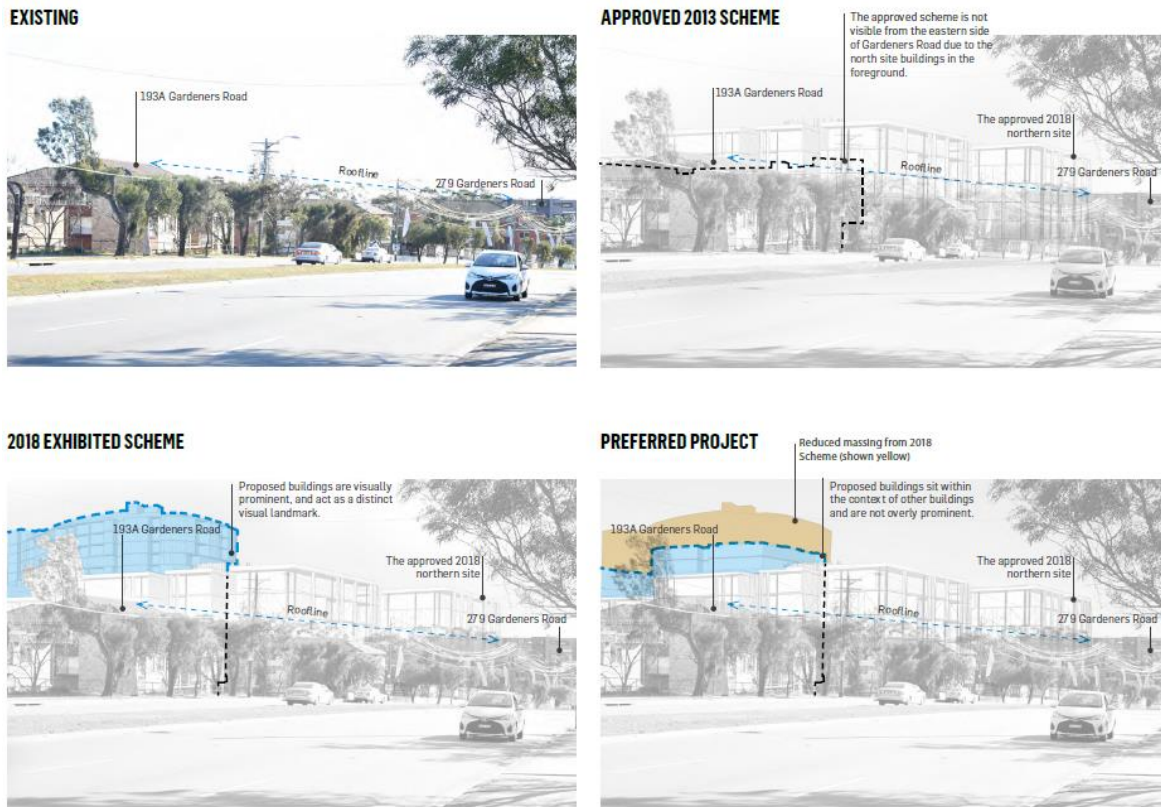 EXISTING
193A Gardeners Road
Roofline
279 Gardeners Road
APPROVED 2013 SCHEME
The approved scheme is not
visible from the eastern side
of Gardeners Road due to the
north site buildings in the
foreground.
193A Gardeners Road
The approved 2018
northern site
Roofline
279 Gardeners Road
2018 EXHIBITED SCHEME
Proposed buildings are visually
prominent, and act as a distinct
visual landmark.
193A Gardeners Road
The approved 2018
northern site
Roofline
279 Gardeners Road
PREFERRED PROJECT
Reduced massing from 2018
Scheme (shown yellow)
Proposed buildings sit within
the context of other buildings
and are not overly prominent.
193A Gardeners Road
The approved 2018
northern site
Roofline
279 Gardeners Road